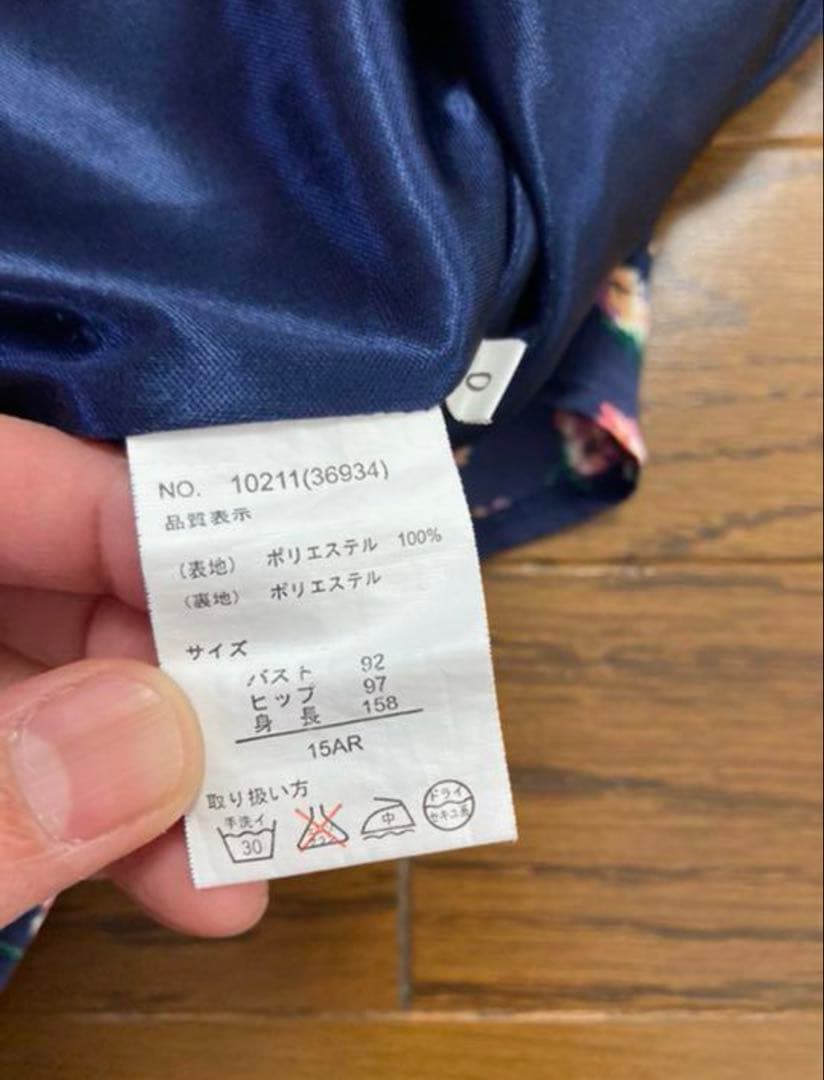 0
NO. 10211(36934)
品質表示
(表地) ポリエステル 100%
(裏地) ポリエステル
サイズ
バスト 92
ヒップ 97
身長 158
15AR
取り扱い方
手洗イ
30
中
ドライ
セキユ系